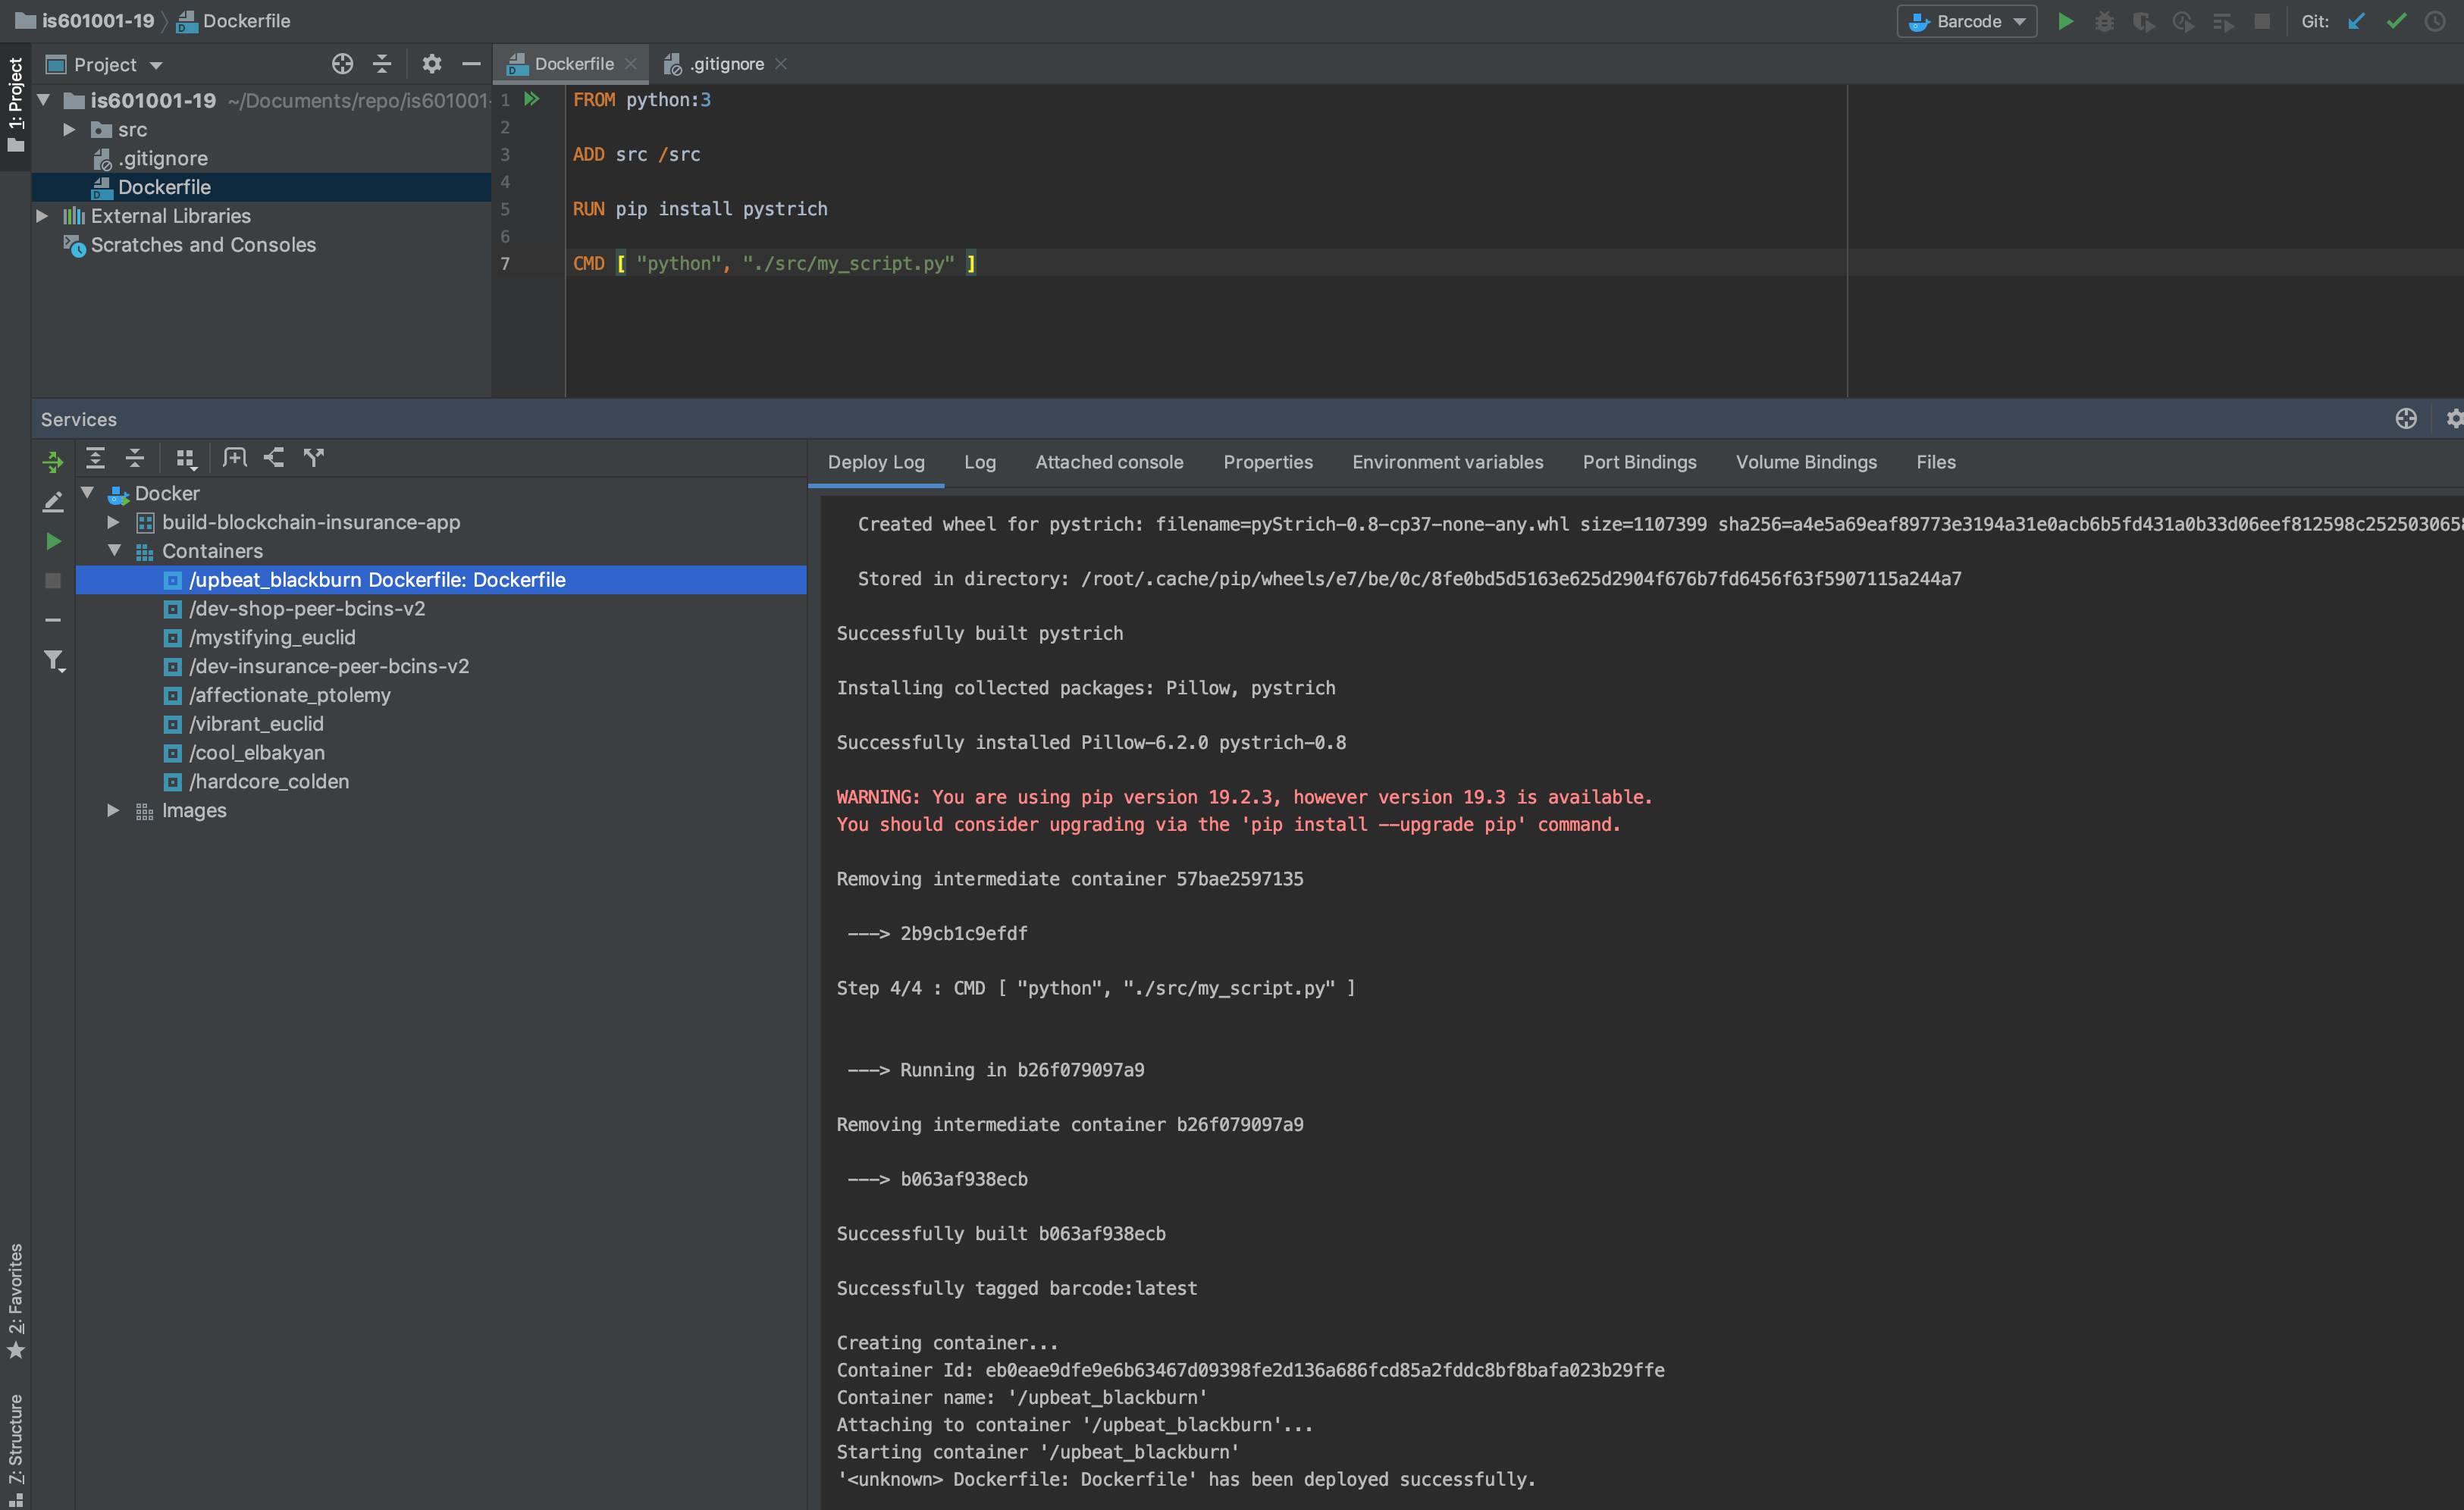 is601001-19 Dockerfile
Barcode Git:
1: Project
Project
Dockerfile .gitignore
is601001-19 ~/Documents/repo/is601001-
src
.gitignore
Dockerfile
External Libraries
Scratches and Consoles
1 FROM python:3
2
3 ADD src /src
4
5 RUN pip install pystrich
6
7 CMD [ "python", "./src/my_script.py" ]
Services
Docker
build-blockchain-insurance-app
Containers
/upbeat_blackburn Dockerfile: Dockerfile
/dev-shop-peer-bcins-v2
/mystifying_euclid
/dev-insurance-peer-bcins-v2
/affectionate_ptolemy
/vibrant_euclid
/cool_elbakyan
/hardcore_colden
Images
Deploy Log Log Attached console Properties Environment variables Port Bindings Volume Bindings Files
Created wheel for pystrich: filename=pyStrich-0.8-cp37-none-any.whl size=1107399 sha256=a4e5a69eaf89773e3194a31e0acb6b5fd431a0b33d06eef812598c252503065
Stored in directory: /root/.cache/pip/wheels/e7/be/0c/8fe0bd5d5163e625d2904f676b7fd6456f63f5907115a244a7
Successfully built pystrich
Installing collected packages: Pillow, pystrich
Successfully installed Pillow-6.2.0 pystrich-0.8
WARNING: You are using pip version 19.2.3, however version 19.3 is available.
You should consider upgrading via the 'pip install --upgrade pip' command.
Removing intermediate container 57bae2597135
---> 2b9cb1c9efdf
Step 4/4 : CMD [ "python", "./src/my_script.py" ]
---> Running in b26f079097a9
Removing intermediate container b26f079097a9
---> b063af938ecb
Successfully built b063af938ecb
Successfully tagged barcode:latest
Creating container...
Container Id: eb0eae9dfe9e6b63467d09398fe2d136a686fcd85a2fddc8bf8bafa023b29ffe
Container name: '/upbeat_blackburn'
Attaching to container '/upbeat_blackburn'...
Starting container '/upbeat_blackburn'
'<unknown> Dockerfile: Dockerfile' has been deployed successfully.
2: Favorites
Z: Structure